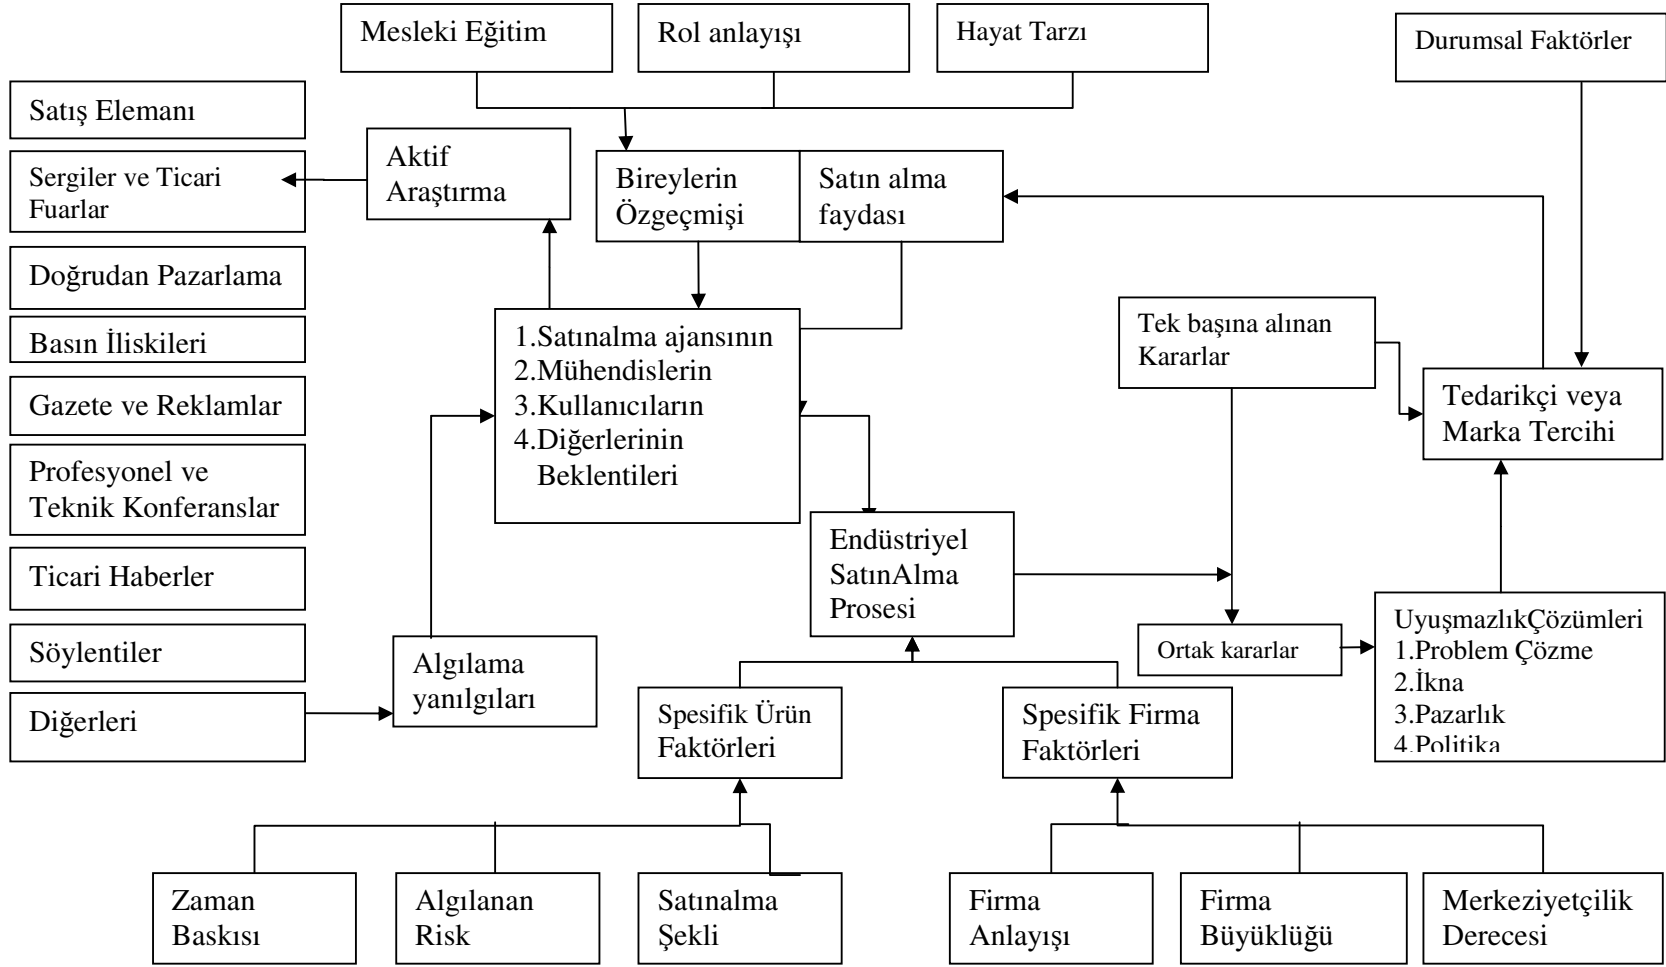 Mesleki Eğitim
Rol anlayışı
Hayat Tarzı
Durumsal Faktörler
Satış Elemanı
Sergiler ve Ticari
Fuarlar
Doğrudan Pazarlama
Basın İliskileri
Gazete ve Reklamlar
Profesyonel ve
Teknik Konferanslar
Ticari Haberler
Söylentiler
Diğerleri
Aktif
Araştırma
Bireylerin
Özgeçmişi
Satın alma
faydası
1.Satınalma ajansının
2.Mühendislerin
3.Kullanıcıların
4.Diğerlerinin
Beklentileri
Tek başına alınan
Kararlar
Tedarikçi veya
Marka Tercihi
Endüstriyel
SatınAlma
Prosesi
Ortak kararlar
UyuşmazlıkÇözümleri
1.Problem Çözme
2.İkna
3.Pazarlık
4.Politika
Algılama
yanılgıları
Spesifik Ürün
Faktörleri
Spesifik Firma
Faktörleri
Zaman
Baskısı
Algılanan
Risk
Satınalma
Şekli
Firma
Anlayışı
Firma
Büyüklüğü
Merkeziyetçilik
Derecesi